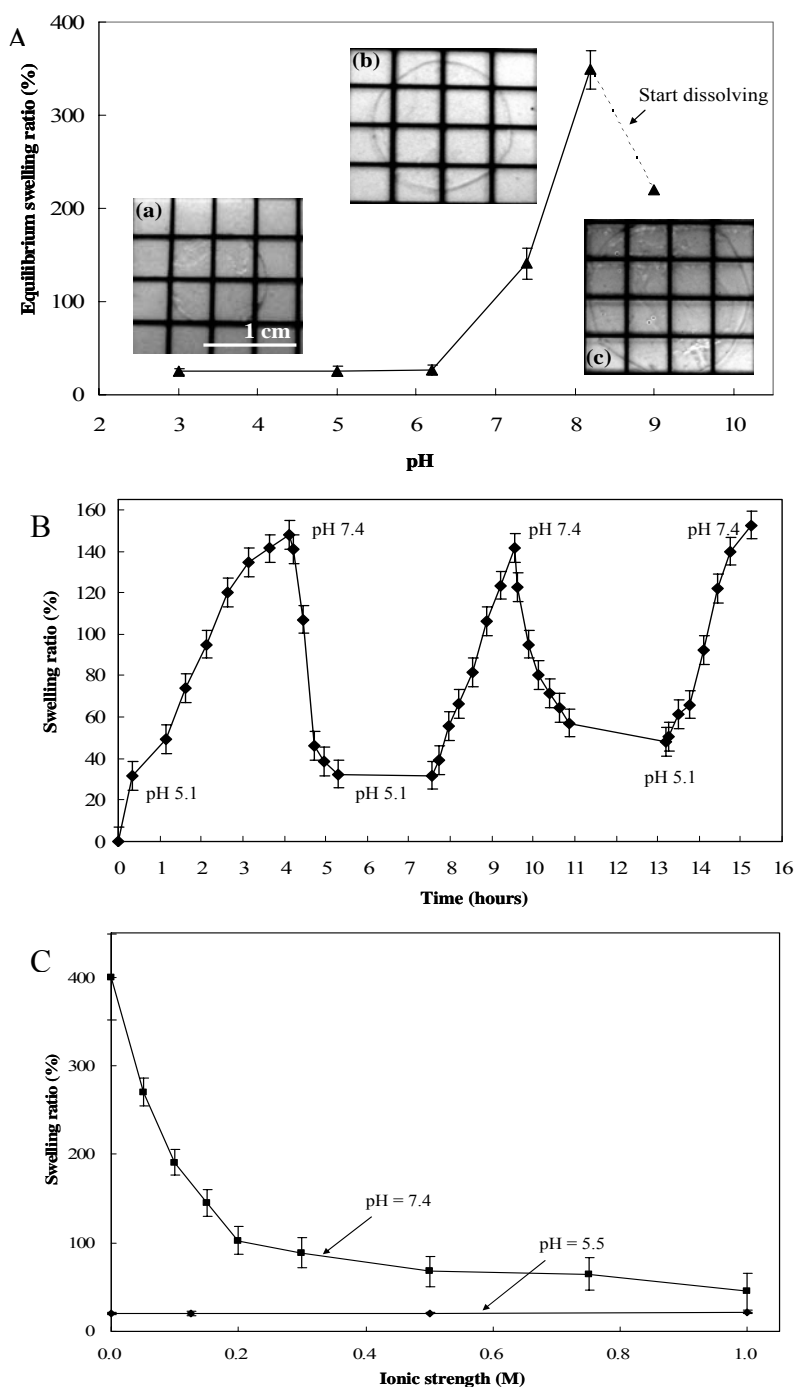 A
Equilibrium swelling ratio (%)
400
300
200
100
0
(b)
Start dissolving
(a)
1 cm
(c)
2 3 4 5 6 7 8 9 10
pH
B
Swelling ratio (%)
160
140
120
100
80
60
40
20
0
pH 7.4
pH 7.4
pH 7.4
pH 5.1
pH 5.1
pH 5.1
0 1 2 3 4 5 6 7 8 9 10 11 12 13 14 15 16
Time (hours)
C
Swelling ratio (%)
400
300
200
100
0
pH = 7.4
pH = 5.5
0.0 0.2 0.4 0.6 0.8 1.0
Ionic strength (M)